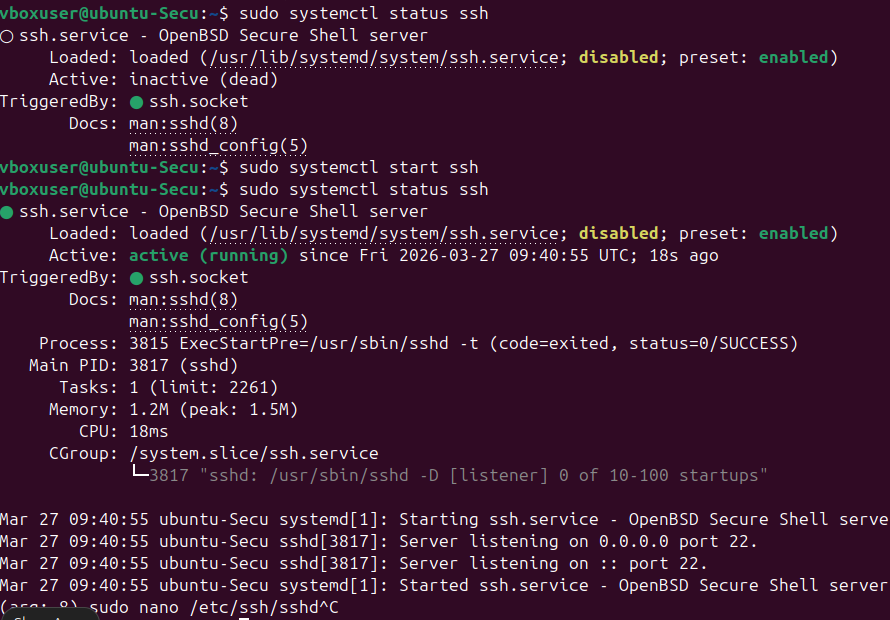 vboxuser@ubuntu-Secu:~$ sudo systemctl status ssh
○ ssh.service - OpenBSD Secure Shell server
     Loaded: loaded (/usr/lib/systemd/system/ssh.service; disabled; preset: enabled)
     Active: inactive (dead)
TriggeredBy: ● ssh.socket
       Docs: man:sshd(8)
             man:sshd_config(5)
vboxuser@ubuntu-Secu:~$ sudo systemctl start ssh
vboxuser@ubuntu-Secu:~$ sudo systemctl status ssh
● ssh.service - OpenBSD Secure Shell server
     Loaded: loaded (/usr/lib/systemd/system/ssh.service; disabled; preset: enabled)
     Active: active (running) since Fri 2026-03-27 09:40:55 UTC; 18s ago
TriggeredBy: ● ssh.socket
       Docs: man:sshd(8)
             man:sshd_config(5)
    Process: 3815 ExecStartPre=/usr/sbin/sshd -t (code=exited, status=0/SUCCESS)
   Main PID: 3817 (sshd)
      Tasks: 1 (limit: 2261)
     Memory: 1.2M (peak: 1.5M)
        CPU: 18ms
     CGroup: /system.slice/ssh.service
             └─3817 "sshd: /usr/sbin/sshd -D [listener] 0 of 10-100 startups"

Mar 27 09:40:55 ubuntu-Secu systemd[1]: Starting ssh.service - OpenBSD Secure Shell serve
Mar 27 09:40:55 ubuntu-Secu sshd[3817]: Server listening on 0.0.0.0 port 22.
Mar 27 09:40:55 ubuntu-Secu sshd[3817]: Server listening on :: port 22.
Mar 27 09:40:55 ubuntu-Secu systemd[1]: Started ssh.service - OpenBSD Secure Shell server
(arg: 8) sudo nano /etc/ssh/sshd^C